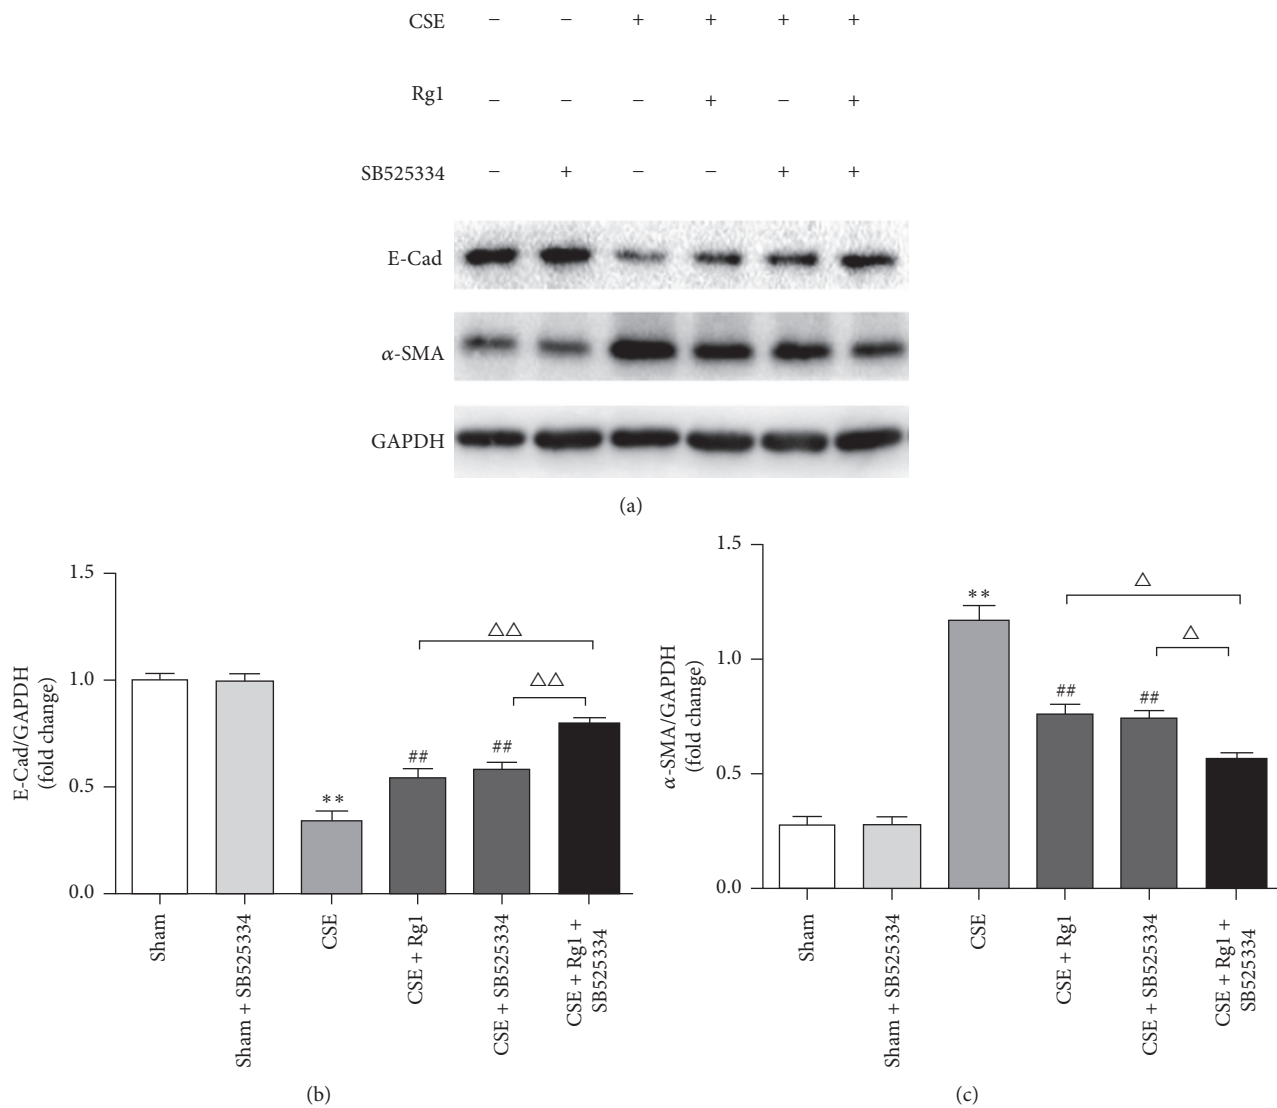 CSE − − + + + +
Rg1 − − − + − +
SB525334 − + − − + +
E-Cad
α-SMA
GAPDH
(a)
1.5
1.0
0.5
0.0
E-Cad/GAPDH
(fold change)
**
##
##
△△
△△
Sham
Sham + SB525334
CSE
CSE + Rg1
CSE + SB525334
CSE + Rg1 +
SB525334
(b)
1.5
1.0
0.5
0.0
α-SMA/GAPDH
(fold change)
**
##
##
△
△
Sham
Sham + SB525334
CSE
CSE + Rg1
CSE + SB525334
CSE + Rg1 +
SB525334
(c)